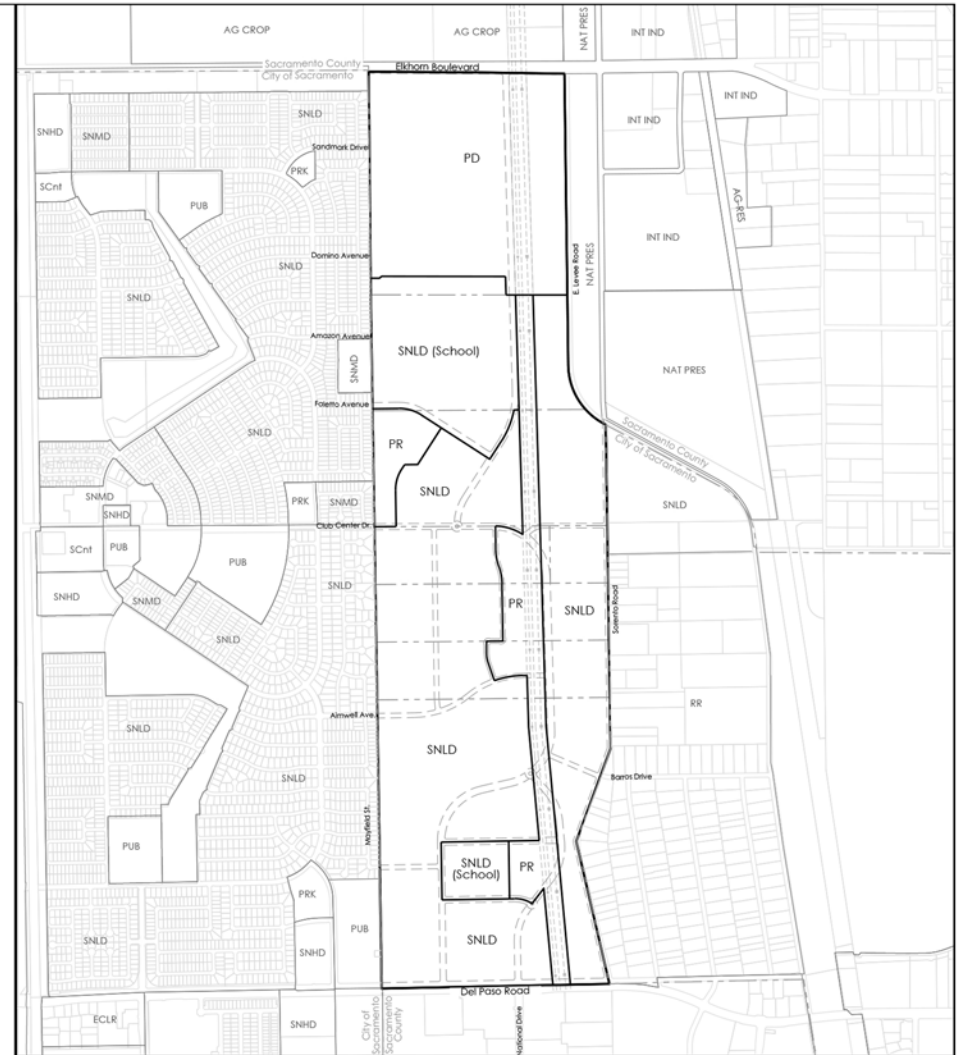 AG CROP
AG CROP
NAT PRES
INT IND
INT IND
Sacramento County
City of Sacramento
Elkhorn Boulevard
INT IND
SNHD
SNMD
SNLD
INT IND
Sandmark Drive
PD
PRK
SCnt
PUB
AG-RES
INT IND
E. Levee Road
NAT PRES
Domino Avenue
SNLD
SNLD
Amazon Avenue
SNLD (School)
SNMD
NAT PRES
Faletto Avenue
SNLD
PR
Sacramento County
City of Sacramento
SNLD
SNMD
PRK
SNMD
SNLD
SNHD
Club Center Dr.
SCnt
PUB
PUB
SNLD
SNHD
SNMD
PR
SNLD
Sorento Road
SNLD
RR
Aimwell Ave.
SNLD
SNLD
SNLD
Barros Drive
Mayfield St.
PUB
SNLD
(School)
PR
PRK
PUB
SNLD
SNLD
SNHD
Del Paso Road
ECLR
SNHD
City of
Sacramento
Sacramento
County
National Drive